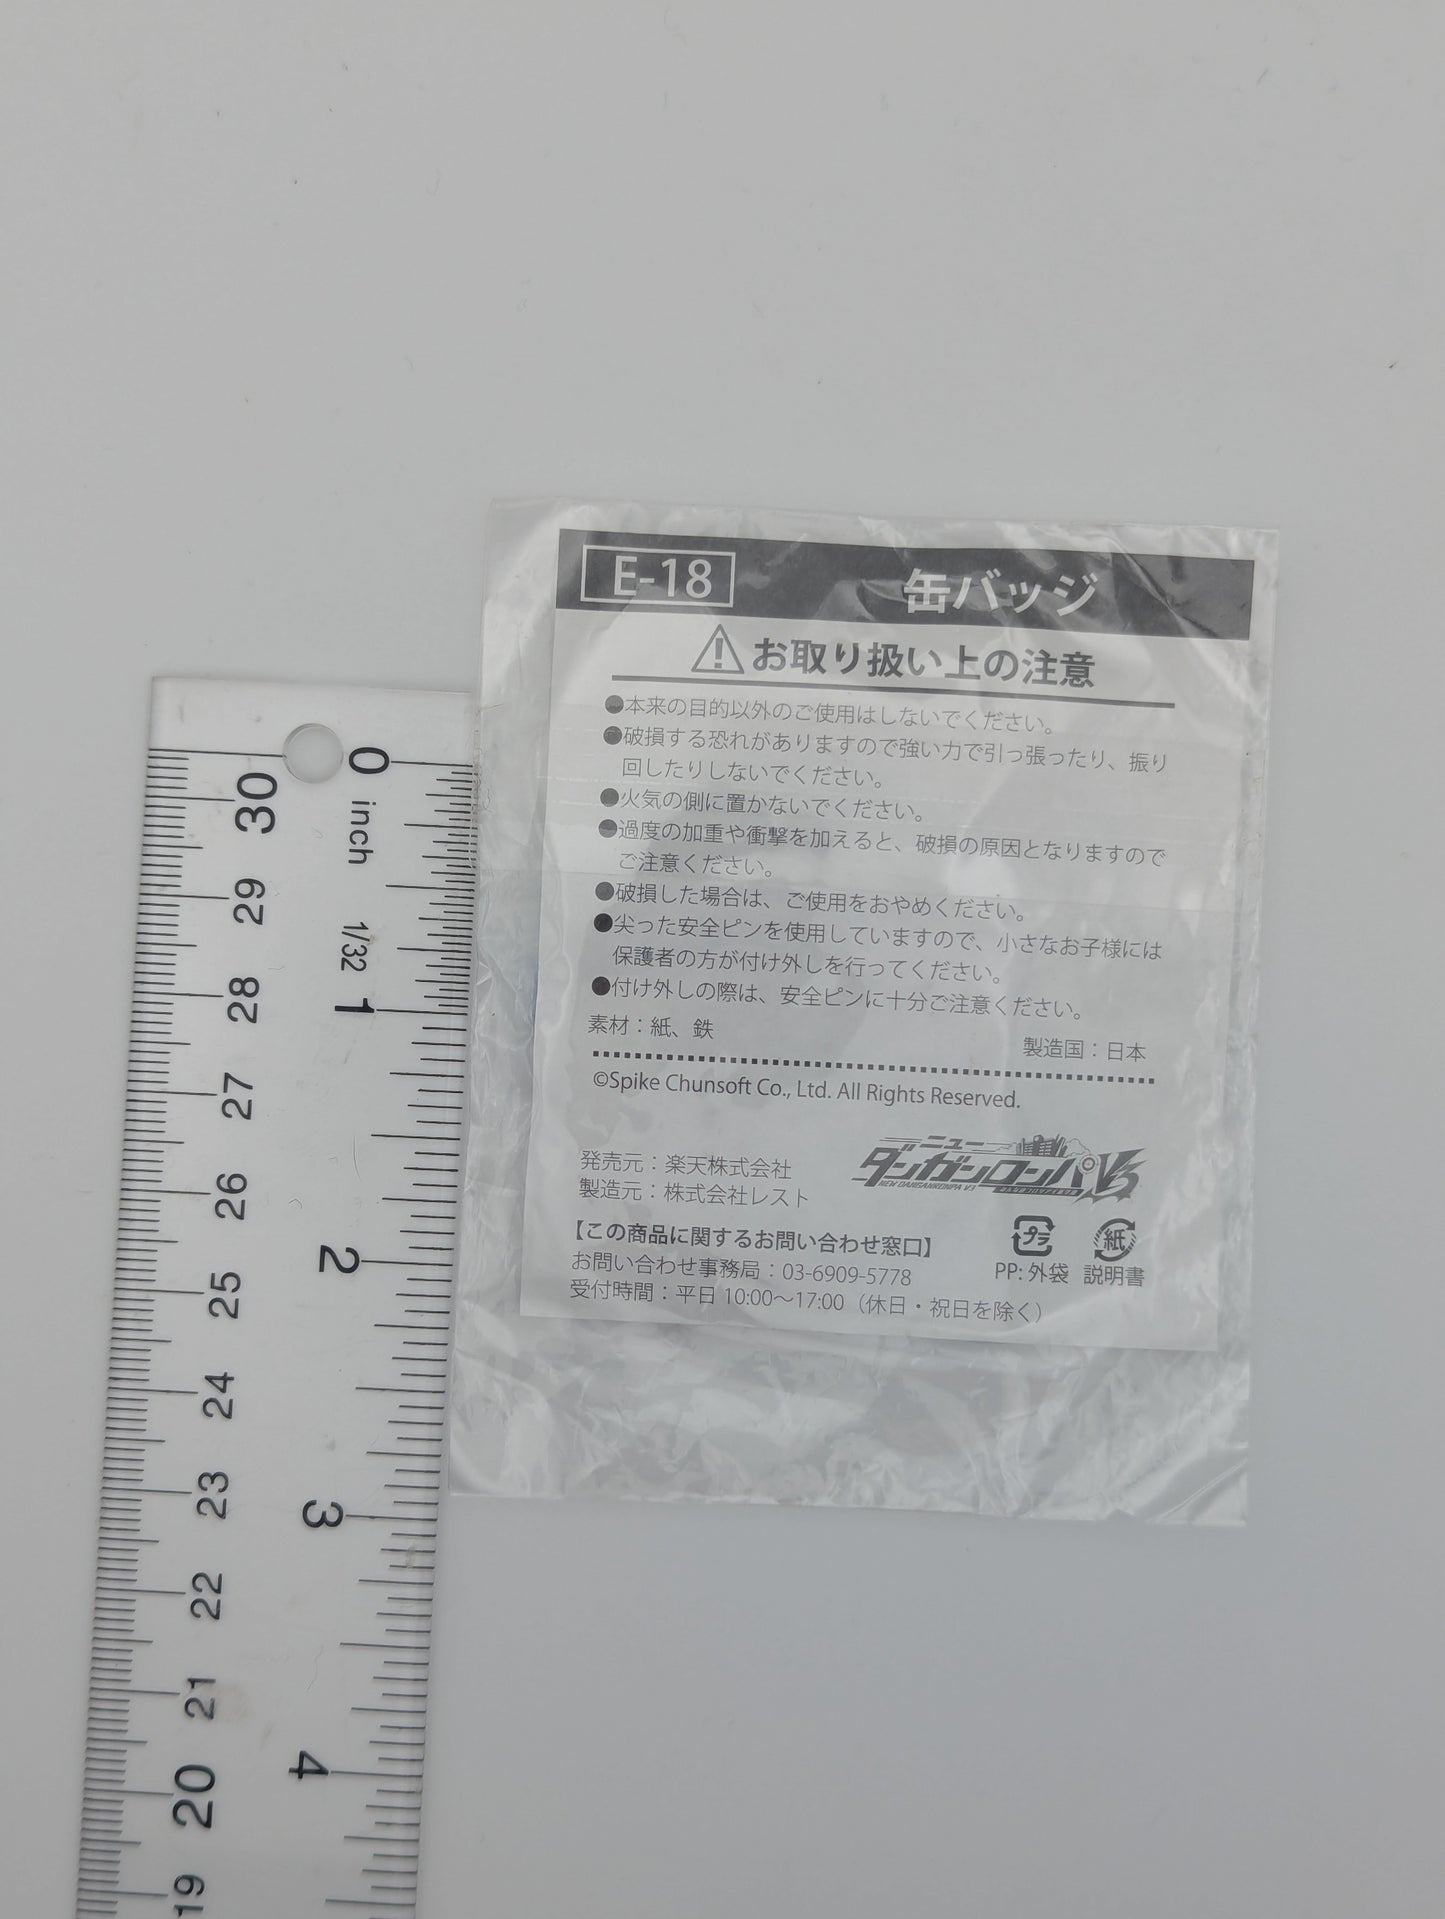 E-18 缶バッジ
お取り扱い上の注意
●本来の目的以外のご使用はしないでください。
●破損する恐れがありますので強い力で引っ張ったり、振り
回したりしないでください。
●火気の側に置かないでください。
●過度の加重や衝撃を加えると、破損の原因となりますので
ご注意ください。
●破損した場合は、ご使用をおやめください。
●尖った安全ピンを使用していますので、小さなお子様には
保護者の方が付け外しを行ってください。
●付け外しの際は、安全ピンに十分ご注意ください。
素材：紙、鉄
製造国：日本
©Spike Chunsoft Co., Ltd. All Rights Reserved.
ニュー
ダンガンロンパV3
NEW DANGANRONPA V3
発売元：楽天株式会社
製造元：株式会社レスト
【この商品に関するお問い合わせ窓口】
お問い合わせ事務局：03-6909-5778
受付時間：平日 10:00～17:00（休日・祝日を除く）
プラ 紙
PP: 外袋 説明書
0 inch 1/32 1 2 3 4
30 29 28 27 26 25 24 23 22 21 20 19